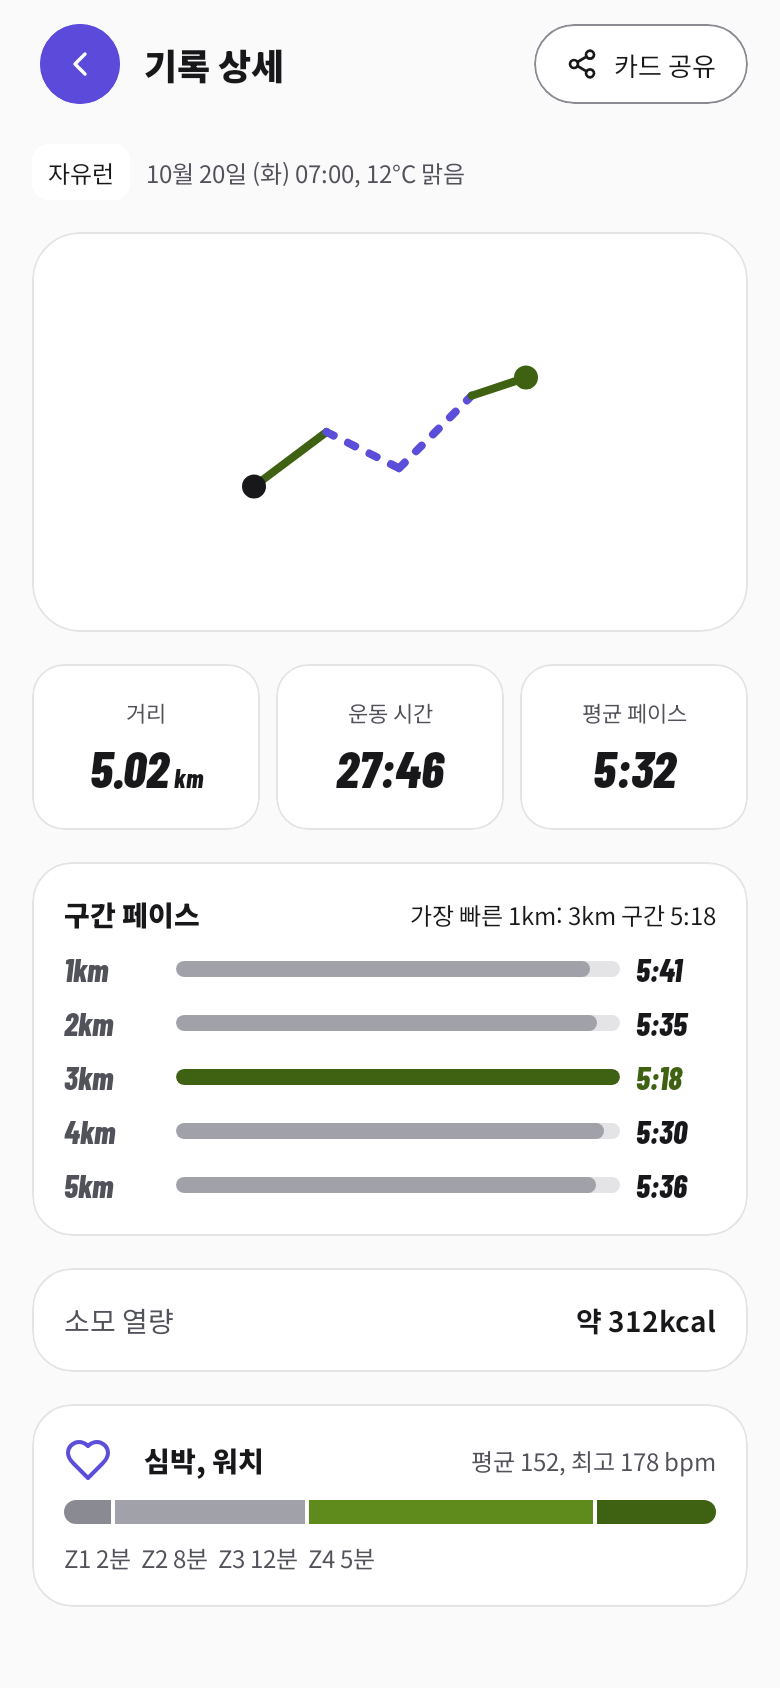 기록 상세
카드 공유
자유런 10월 20일 (화) 07:00, 12°C 맑음
거리
5.02 km
운동 시간
27:46
평균 페이스
5:32
구간 페이스
가장 빠른 1km: 3km 구간 5:18
1km 5:41
2km 5:35
3km 5:18
4km 5:30
5km 5:36
소모 열량 약 312kcal
심박, 워치 평균 152, 최고 178 bpm
Z1 2분 Z2 8분 Z3 12분 Z4 5분